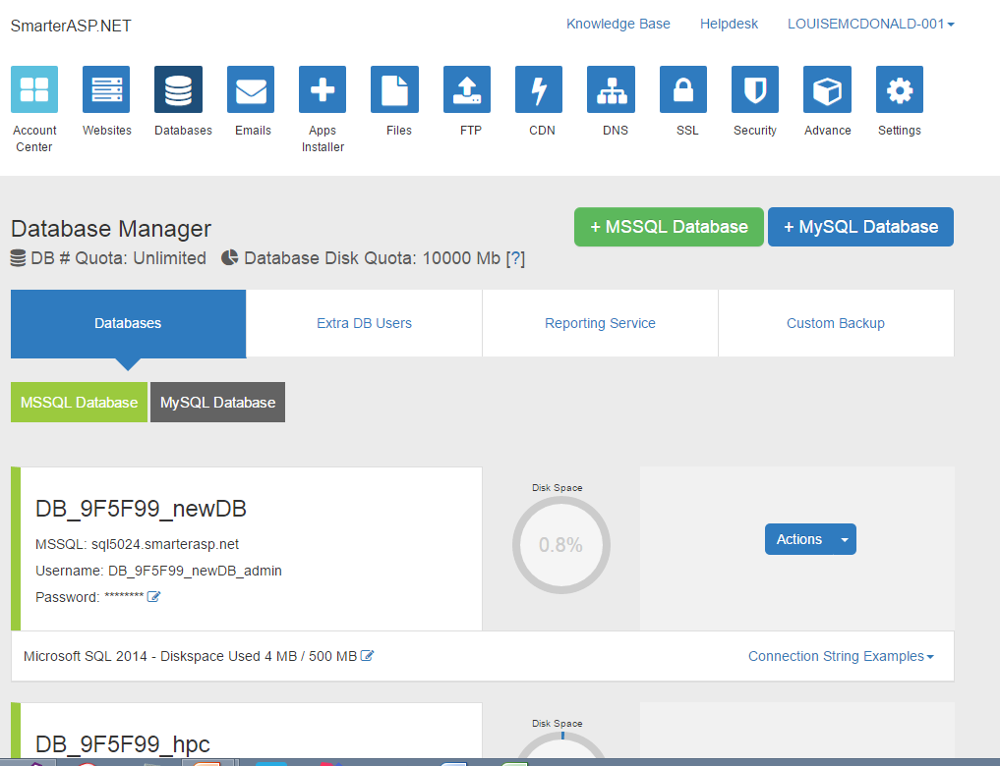 SmarterASP.NET
Knowledge Base Helpdesk LOUISEMCDONALD-001
Account Center Websites Databases Emails Apps Installer Files FTP CDN DNS SSL Security Advance Settings
Database Manager
+ MSSQL Database + MySQL Database
DB # Quota: Unlimited Database Disk Quota: 10000 Mb [?]
Databases Extra DB Users Reporting Service Custom Backup
MSSQL Database MySQL Database
DB_9F5F99_newDB
MSSQL: sql5024.smarterasp.net
Username: DB_9F5F99_newDB_admin
Password: ********
Disk Space
0.8%
Actions
Microsoft SQL 2014 - Diskspace Used 4 MB / 500 MB
Connection String Examples
DB_9F5F99_hpc
Disk Space